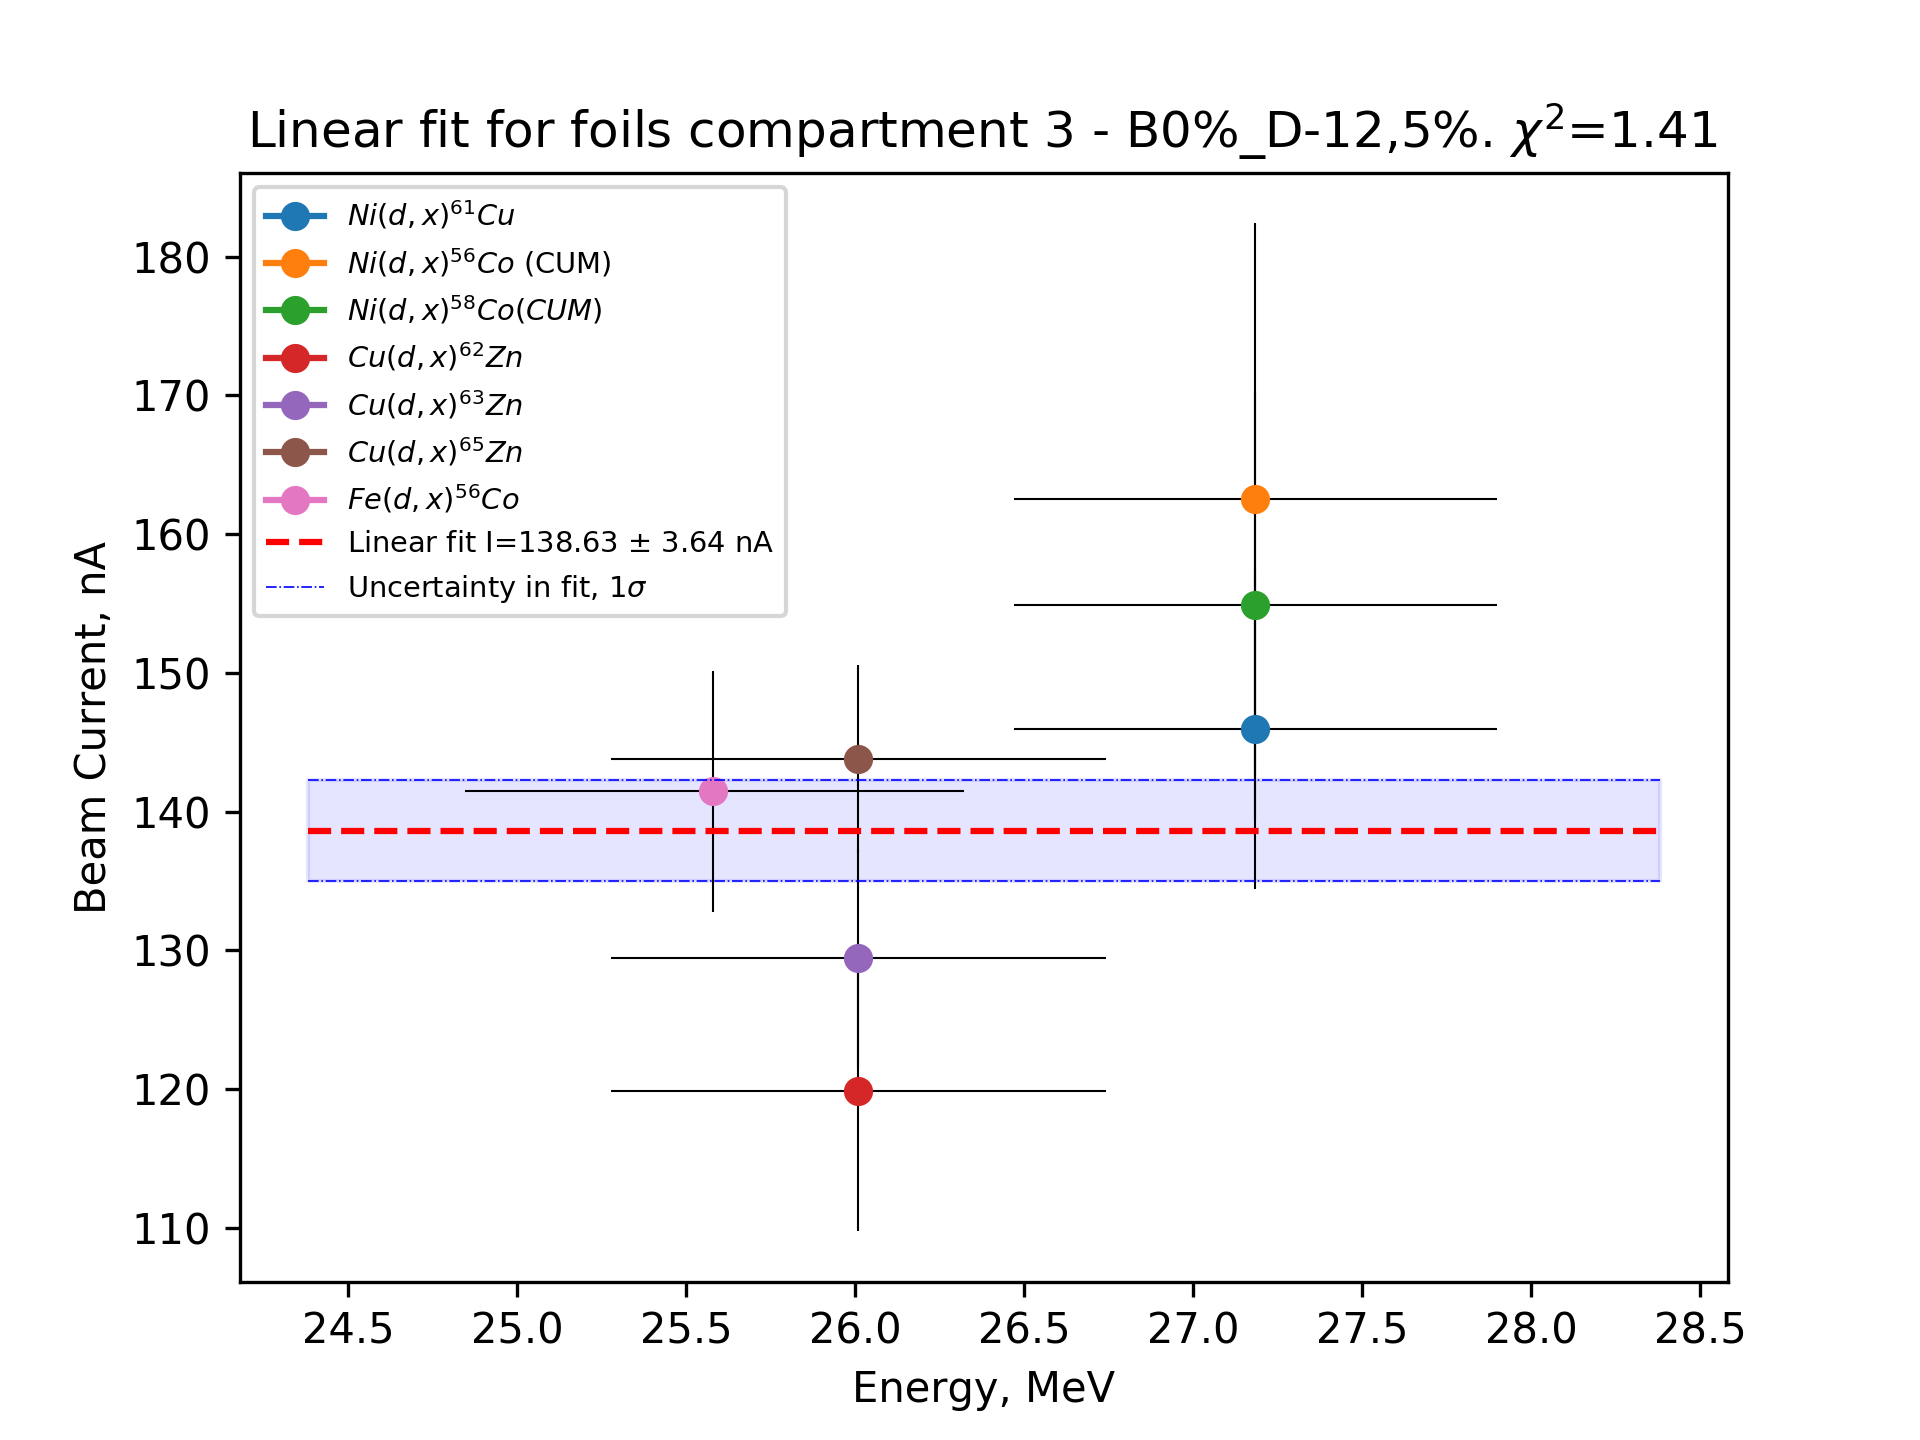 Linear fit for foils compartment 3 - B0%_D-12,5%. χ²=1.41
Ni(d, x)⁶¹Cu
Ni(d, x)⁵⁶Co (CUM)
Ni(d, x)⁵⁸Co(CUM)
Cu(d, x)⁶²Zn
Cu(d, x)⁶³Zn
Cu(d, x)⁶⁵Zn
Fe(d, x)⁵⁶Co
Linear fit I=138.63 ± 3.64 nA
Uncertainty in fit, 1σ
Beam Current, nA
180
170
160
150
140
130
120
110
24.5 25.0 25.5 26.0 26.5 27.0 27.5 28.0 28.5
Energy, MeV